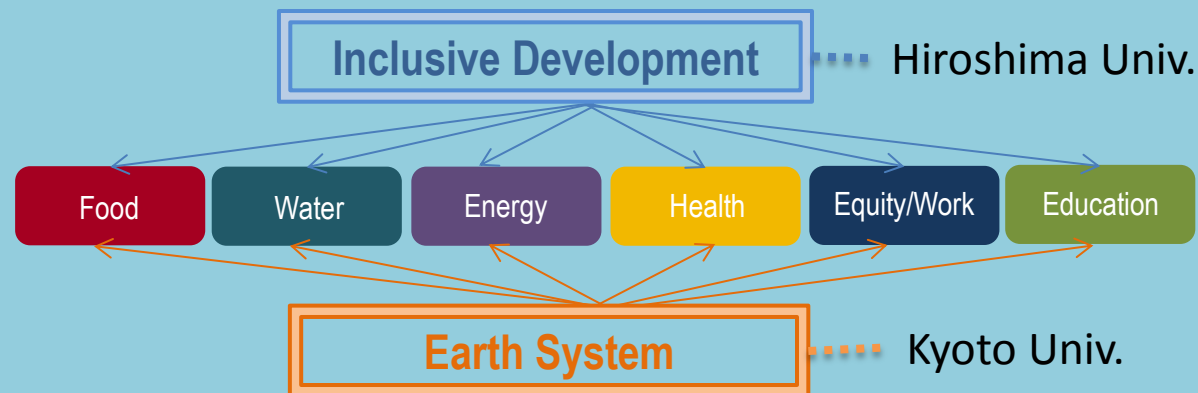 Inclusive Development
Hiroshima Univ.
Food
Water
Energy
Health
Equity/Work
Education
Earth System
Kyoto Univ.